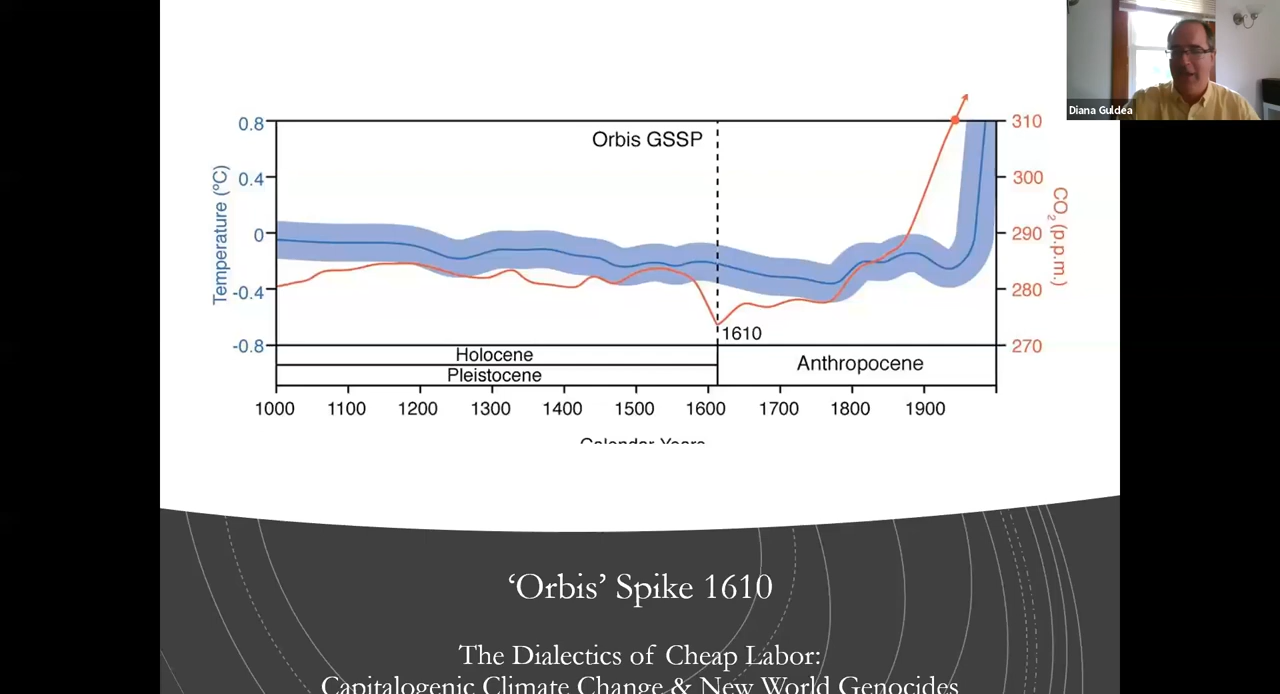 Diana Guldea
Orbis GSSP
0.8
0.4
0
-0.4
-0.8
Temperature (°C)
310
300
290
280
270
CO2 (p.p.m.)
1610
Holocene
Pleistocene
Anthropocene
1000 1100 1200 1300 1400 1500 1600 1700 1800 1900
Calendar Years
‘Orbis’ Spike 1610
The Dialectics of Cheap Labor:
Capitalogenic Climate Change & New World Genocides